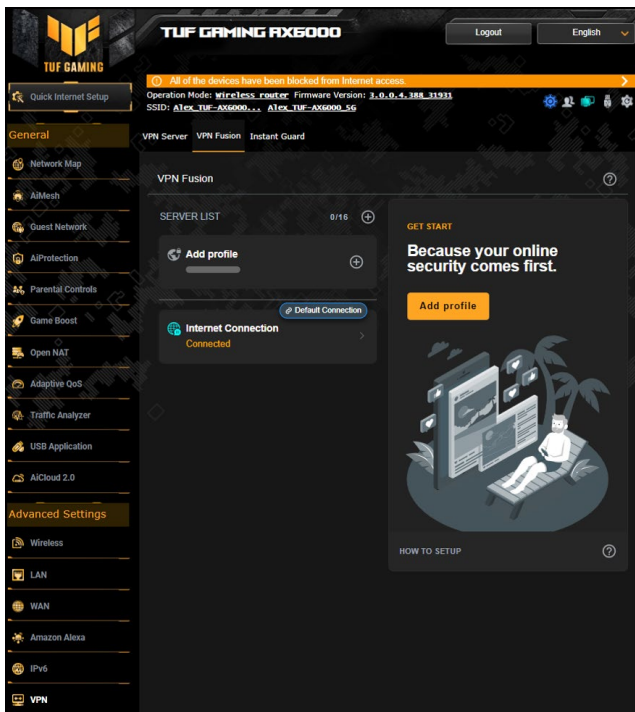 TUF GAMING AX6000
Logout
English
TUF GAMING
All of the devices have been blocked from Internet access.
Quick Internet Setup
Operation Mode: Wireless router Firmware Version: 3.0.0.4.388_31931
SSID: Alex_TUF-AX6000... Alex_TUF-AX6000_5G
General
VPN Server VPN Fusion Instant Guard
Network Map
AiMesh
Guest Network
AiProtection
Parental Controls
Game Boost
Open NAT
Adaptive QoS
Traffic Analyzer
USB Application
AiCloud 2.0
Advanced Settings
Wireless
LAN
WAN
Amazon Alexa
IPv6
VPN
VPN Fusion
SERVER LIST 0/16
Add profile
Default Connection
Internet Connection
Connected
GET START
Because your online
security comes first.
Add profile
HOW TO SETUP